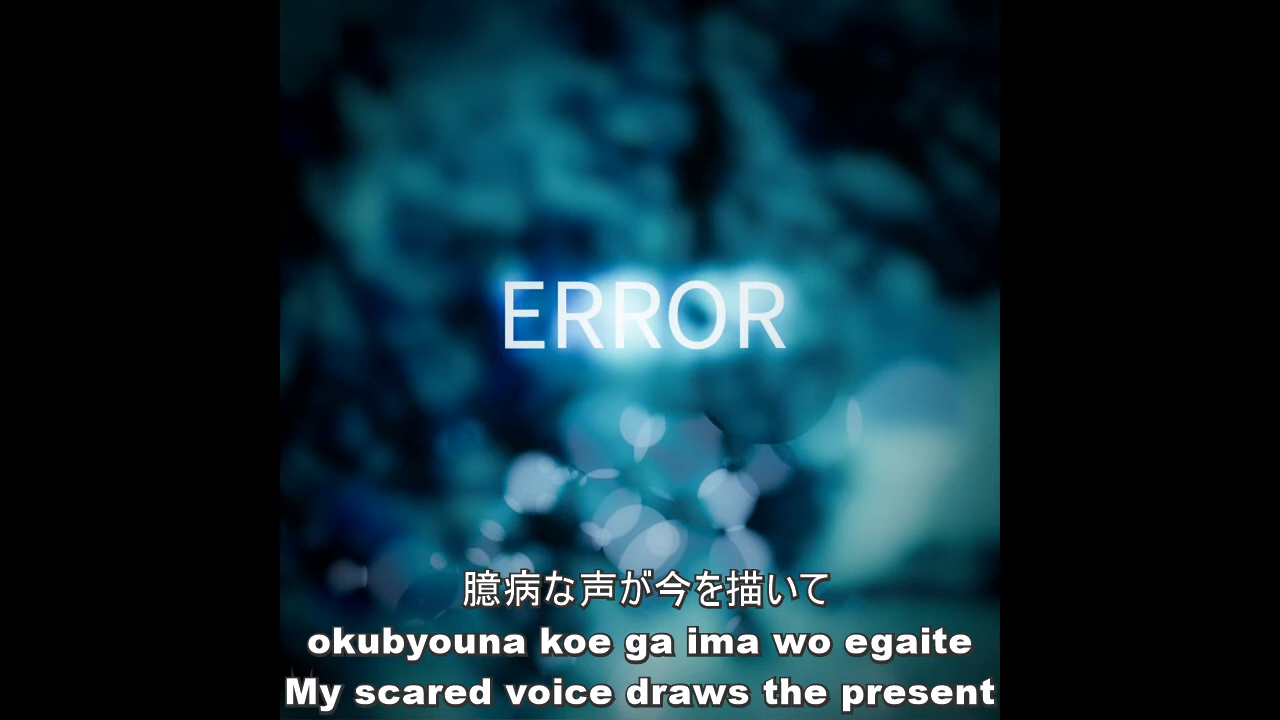 ERROR
臆病な声が今を描いて
okubyouna koe ga ima wo egaite
My scared voice draws the present